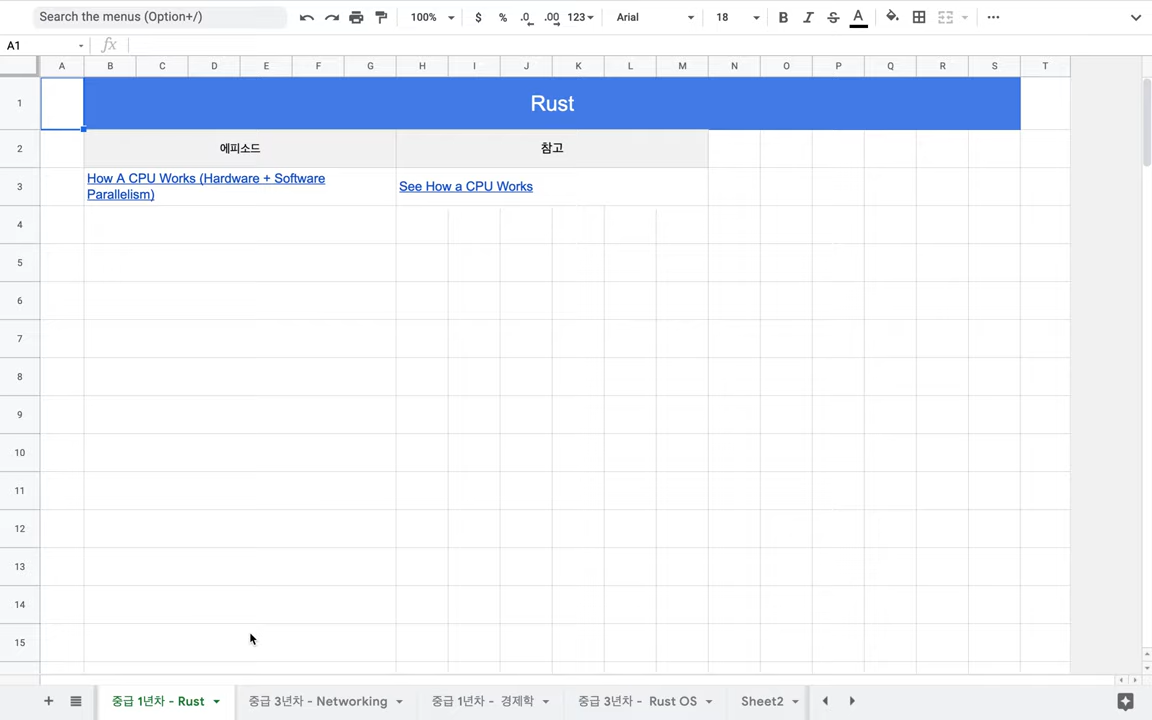 Search the menus (Option+/) 100% $ % .0 .00 123 Arial 18 B I S A
A1 fx
A B C D E F G H I J K L M N O P Q R S T
1 Rust
2 에피소드 참고
3 How A CPU Works (Hardware + Software Parallelism) See How a CPU Works
4
5
6
7
8
9
10
11
12
13
14
15
중급 1년차 - Rust 중급 3년차 - Networking 중급 1년차 - 경제학 중급 3년차 - Rust OS Sheet2